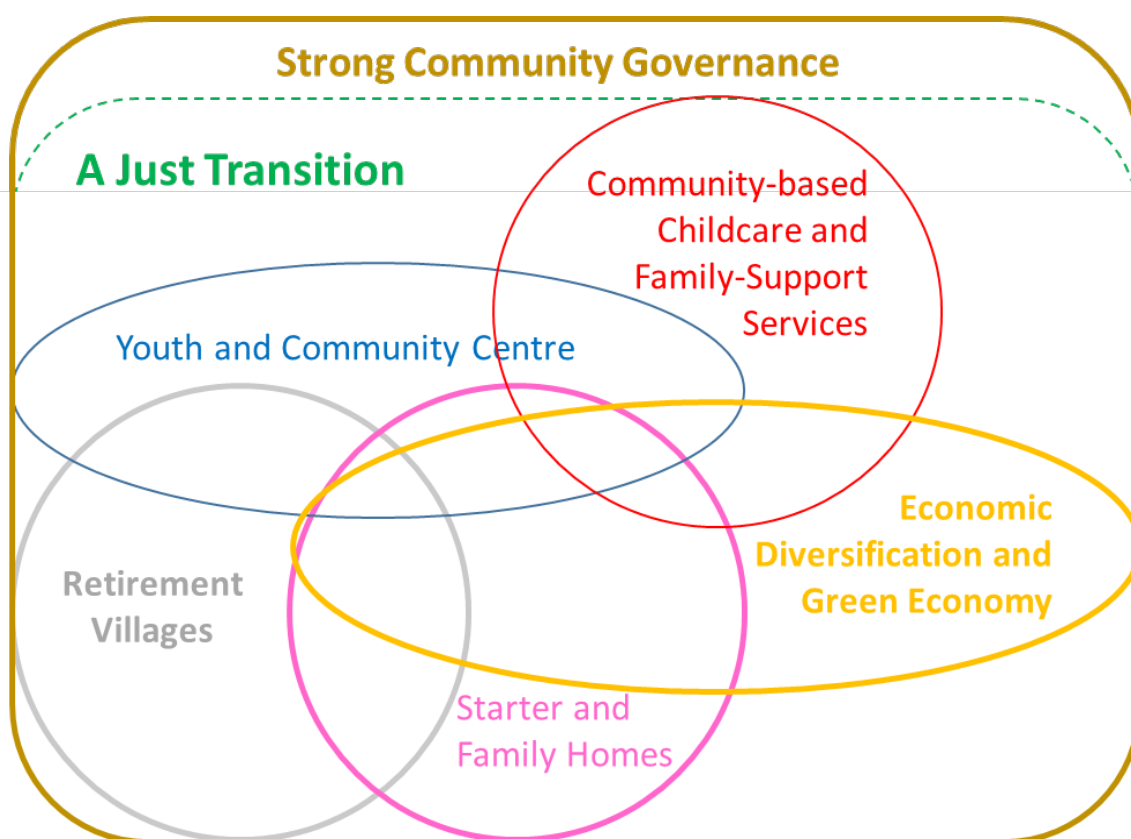 Strong Community Governance
A Just Transition
Community-based
Childcare and
Family-Support
Services
Youth and Community Centre
Economic
Diversification and
Green Economy
Retirement
Villages
Starter and
Family Homes